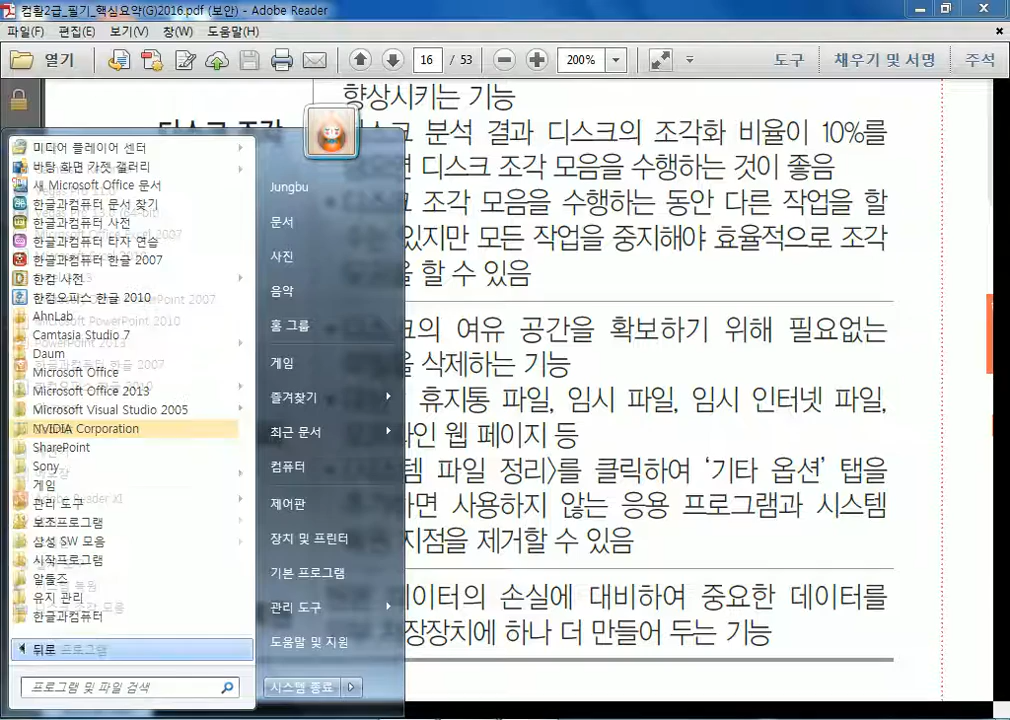 컴활2급_필기_핵심요약(G)2016.pdf (보안) - Adobe Reader
파일(F) 편집(E) 보기(V) 창(W) 도움말(H)
열기 16 / 53 200% 도구 채우기 및 서명 주석
향상시키는 기능
디스크 조각
디스크 분석 결과 디스크의 조각화 비율이 10%를
디스크 조각 모음을 수행하는 것이 좋음
조각 모음을 수행하는 동안 다른 작업을 할
있지만 모든 작업을 중지해야 효율적으로 조각
할 수 있음
여유 공간을 확보하기 위해 필요없는
삭제하는 기능
휴지통 파일, 임시 파일, 임시 인터넷 파일,
웹 페이지 등
파일 정리〉를 클릭하여 ‘기타 옵션’ 탭을
사용하지 않는 응용 프로그램과 시스템
지점을 제거할 수 있음
손실에 대비하여 중요한 데이터를
하나 더 만들어 두는 기능
미디어 플레이어 센터
바탕 화면 가젯 갤러리
새 Microsoft Office 문서
한글과컴퓨터 문서 찾기
한글과컴퓨터 사전
한글과컴퓨터 타자 연습
한글과컴퓨터 한글 2007
한컴 사전
한컴오피스 한글 2010
AhnLab
Camtasia Studio 7
Daum
Microsoft Office
Microsoft Office 2013
Microsoft Visual Studio 2005
NVIDIA Corporation
SharePoint
Sony
게임
관리 도구
보조프로그램
삼성 SW 모음
시작프로그램
알툴즈
유지 관리
한글과컴퓨터
뒤로
프로그램 및 파일 검색
Jungbu
문서
사진
음악
홈 그룹
게임
즐겨찾기
최근 문서
컴퓨터
제어판
장치 및 프린터
기본 프로그램
관리 도구
도움말 및 지원
시스템 종료